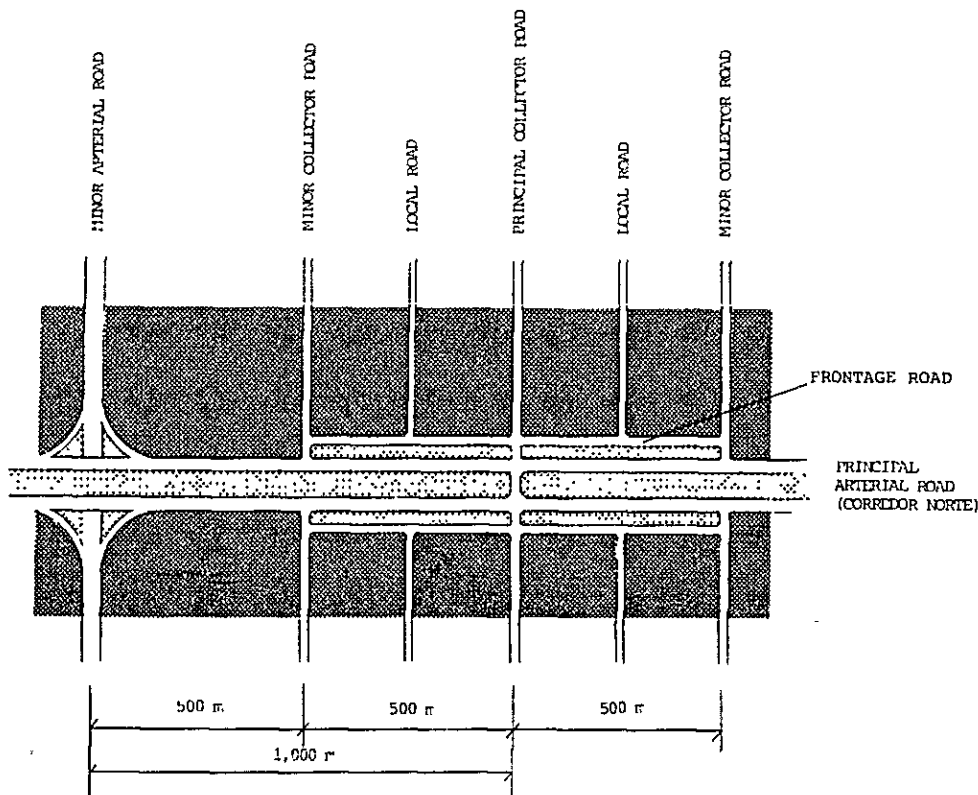 MINOR ARTERIAL ROAD
MINOR COLLECTOR ROAD
LOCAL ROAD
PRINCIPAL COLLECTOR ROAD
LOCAL ROAD
MINOR COLLECTOR ROAD
FRONTAGE ROAD
PRINCIPAL
ARTERIAL ROAD
(CORREDOR NORTE)
500 m
500 m
500 m
1,000 m